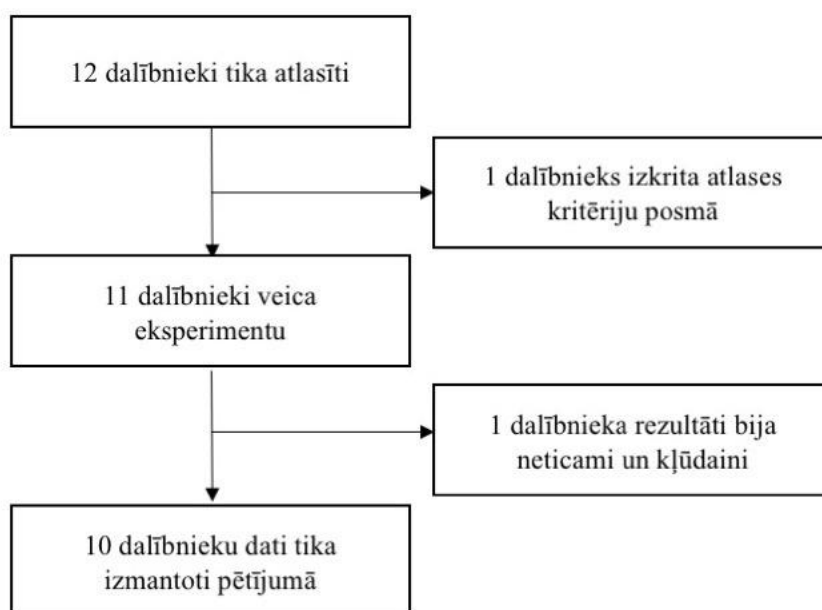 12 dalībnieki tika atlasīti
1 dalībnieks izkrita atlases
kritēriju posmā
11 dalībnieki veica
eksperimentu
1 dalībnieka rezultāti bija
neticami un kļūdaini
10 dalībnieku dati tika
izmantoti pētījumā